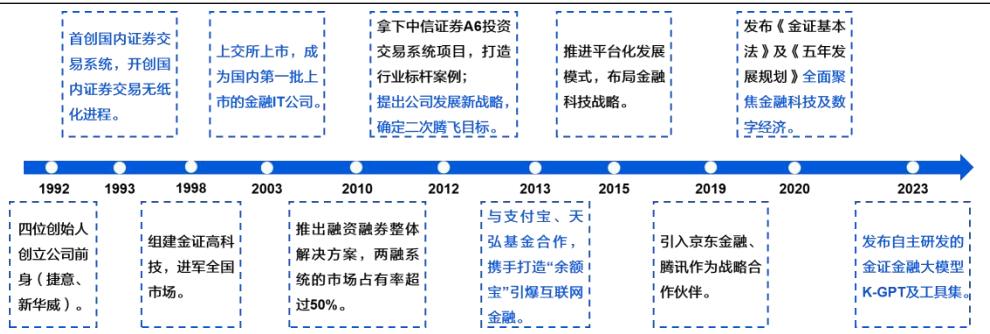 首创国内证券交
易系统，开创国
内证券交易无纸
化进程。
上交所上市，成
为国内第一批上
市的金融IT公司。
拿下中信证券A6投资
交易系统项目，打造
行业标杆案例；
提出公司发展新战略，
确定二次腾飞目标。
推进平台化发展
模式，布局金融
科技战略。
发布《金证基本
法》及《五年发
展规划》全面聚
焦金融科技及数
字经济。
1992 1993 1998 2003 2010 2012 2013 2015 2019 2020 2023
四位创始人
创立公司前
身（捷意、
新华威）。
组建金证高科
技，进军全国
市场。
推出融资融券整体
解决方案，两融系
统的市场占有率超
过50%。
与支付宝、天
弘基金合作，
携手打造“余额
宝”引爆互联网
金融。
引入京东金融、
腾讯作为战略合
作伙伴。
发布自主研发的
金证金融大模型
K-GPT及工具集。